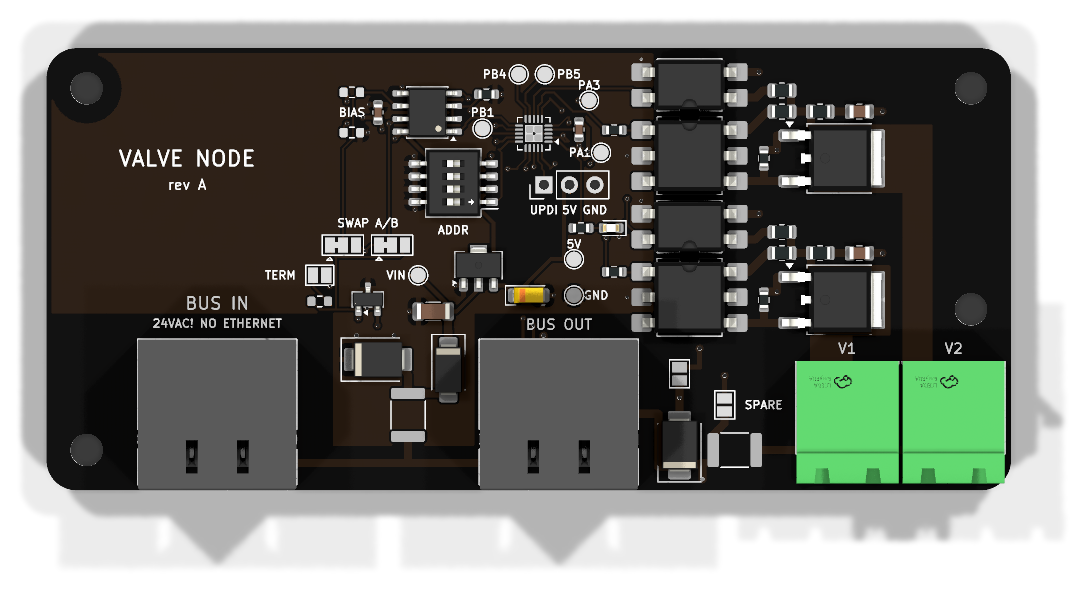 PB4
PB5
PA3
BIAS
PB1
PA1
VALVE NODE
rev A
UPDI 5V GND
SWAP A/B
ADDR
5V
TERM
VIN
GND
BUS IN
24VAC! NO ETHERNET
BUS OUT
V1
V2
SPARE